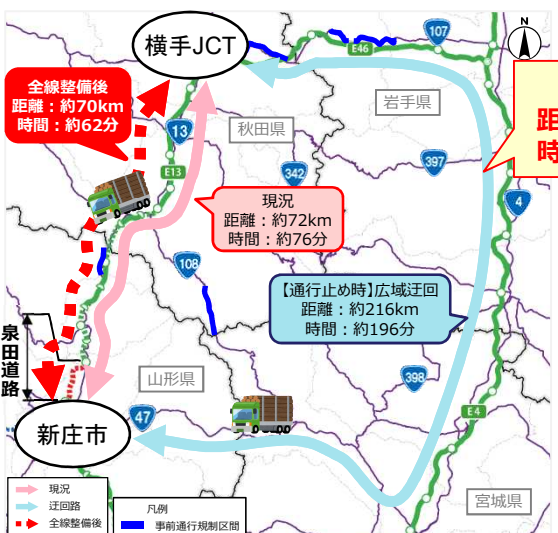 横手JCT
E46
107
N
全線整備後
距離：約70km
時間：約62分
13
秋田県
岩手県
距
時
397
E13
342
4
現況
距離：約72km
時間：約76分
108
【通行止め時】広域迂回
距離：約216km
時間：約196分
泉田道路
山形県
398
47
E4
新庄市
宮城県
現況
迂回路
全線整備後
凡例
事前通行規制区間